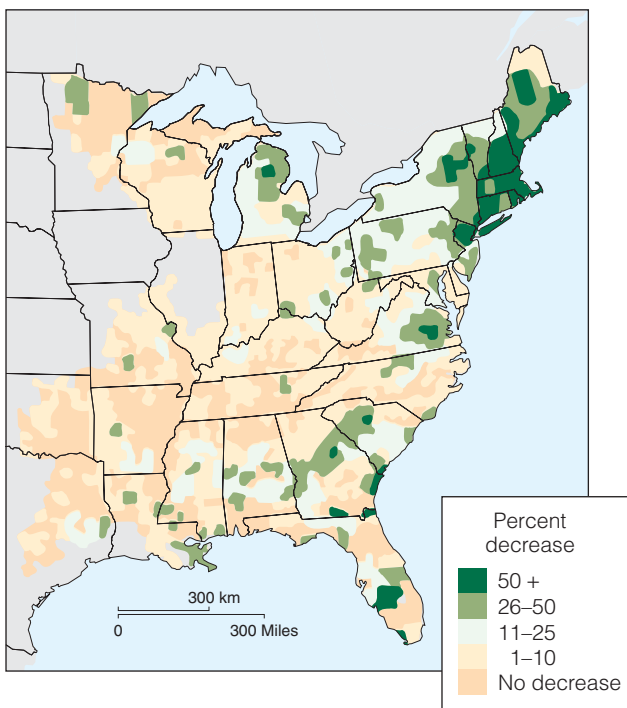 300 km
0
300 Miles
Percent
decrease
50 +
26–50
11–25
1–10
No decrease